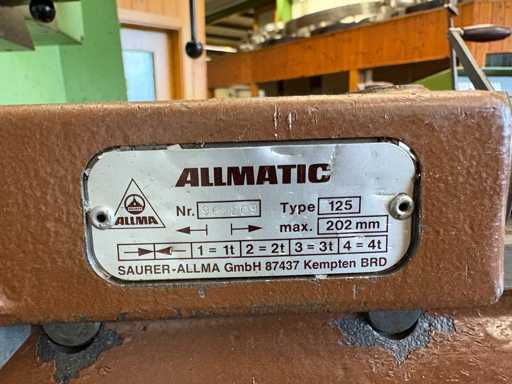 ALLMATIC
ALLMA
Nr. Type 125
max. 202 mm
1 = 1t 2 = 2t 3 = 3t 4 = 4t
SAURER-ALLMA GmbH 87437 Kempten BRD